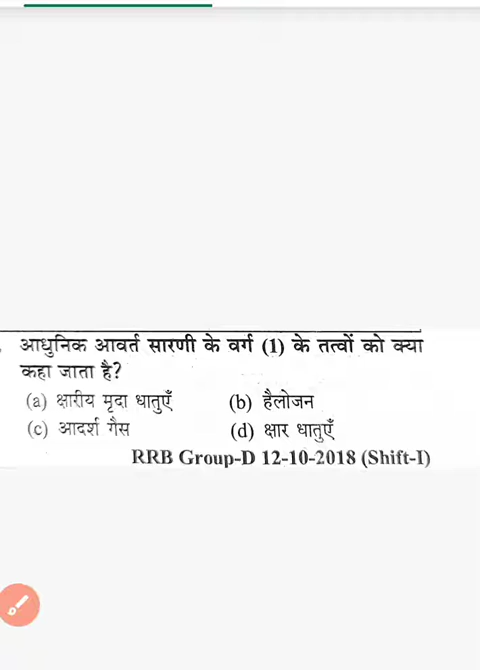 आधुनिक आवर्त सारणी के वर्ग (1) के तत्वों को क्या
कहा जाता है?
(a) क्षारीय मृदा धातुएँ (b) हैलोजन
(c) आदर्श गैस (d) क्षार धातुएँ
RRB Group-D 12-10-2018 (Shift-I)